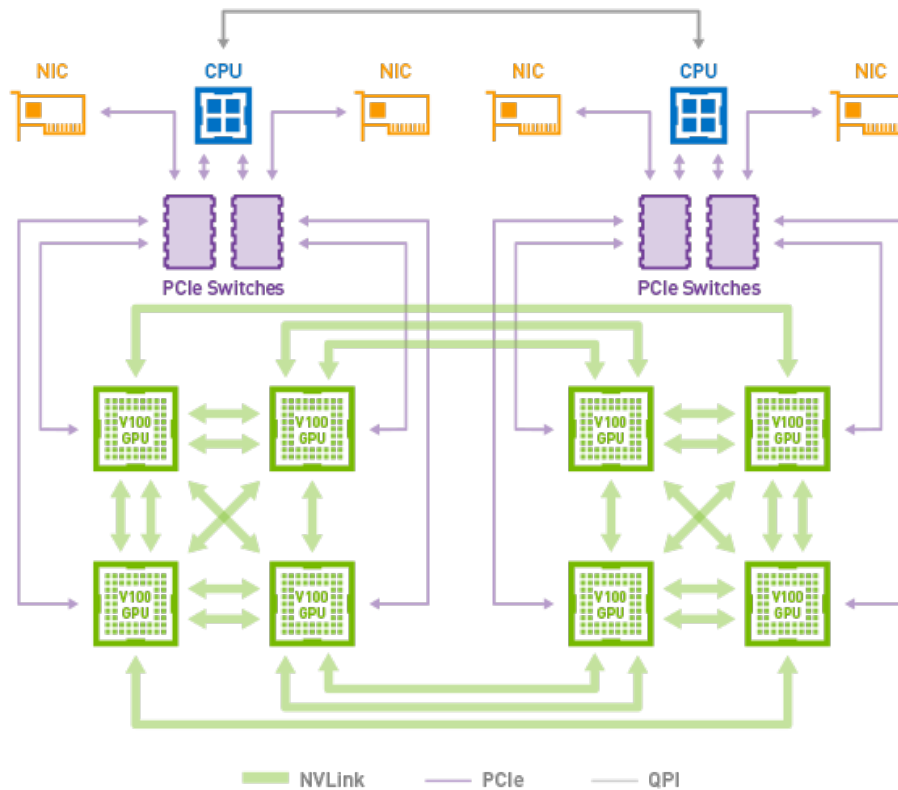 CPU
CPU
NIC
NIC
NIC
NIC
PCIe Switches
PCIe Switches
V100
GPU
V100
GPU
V100
GPU
V100
GPU
V100
GPU
V100
GPU
V100
GPU
V100
GPU
NVLink
PCIe
QPI